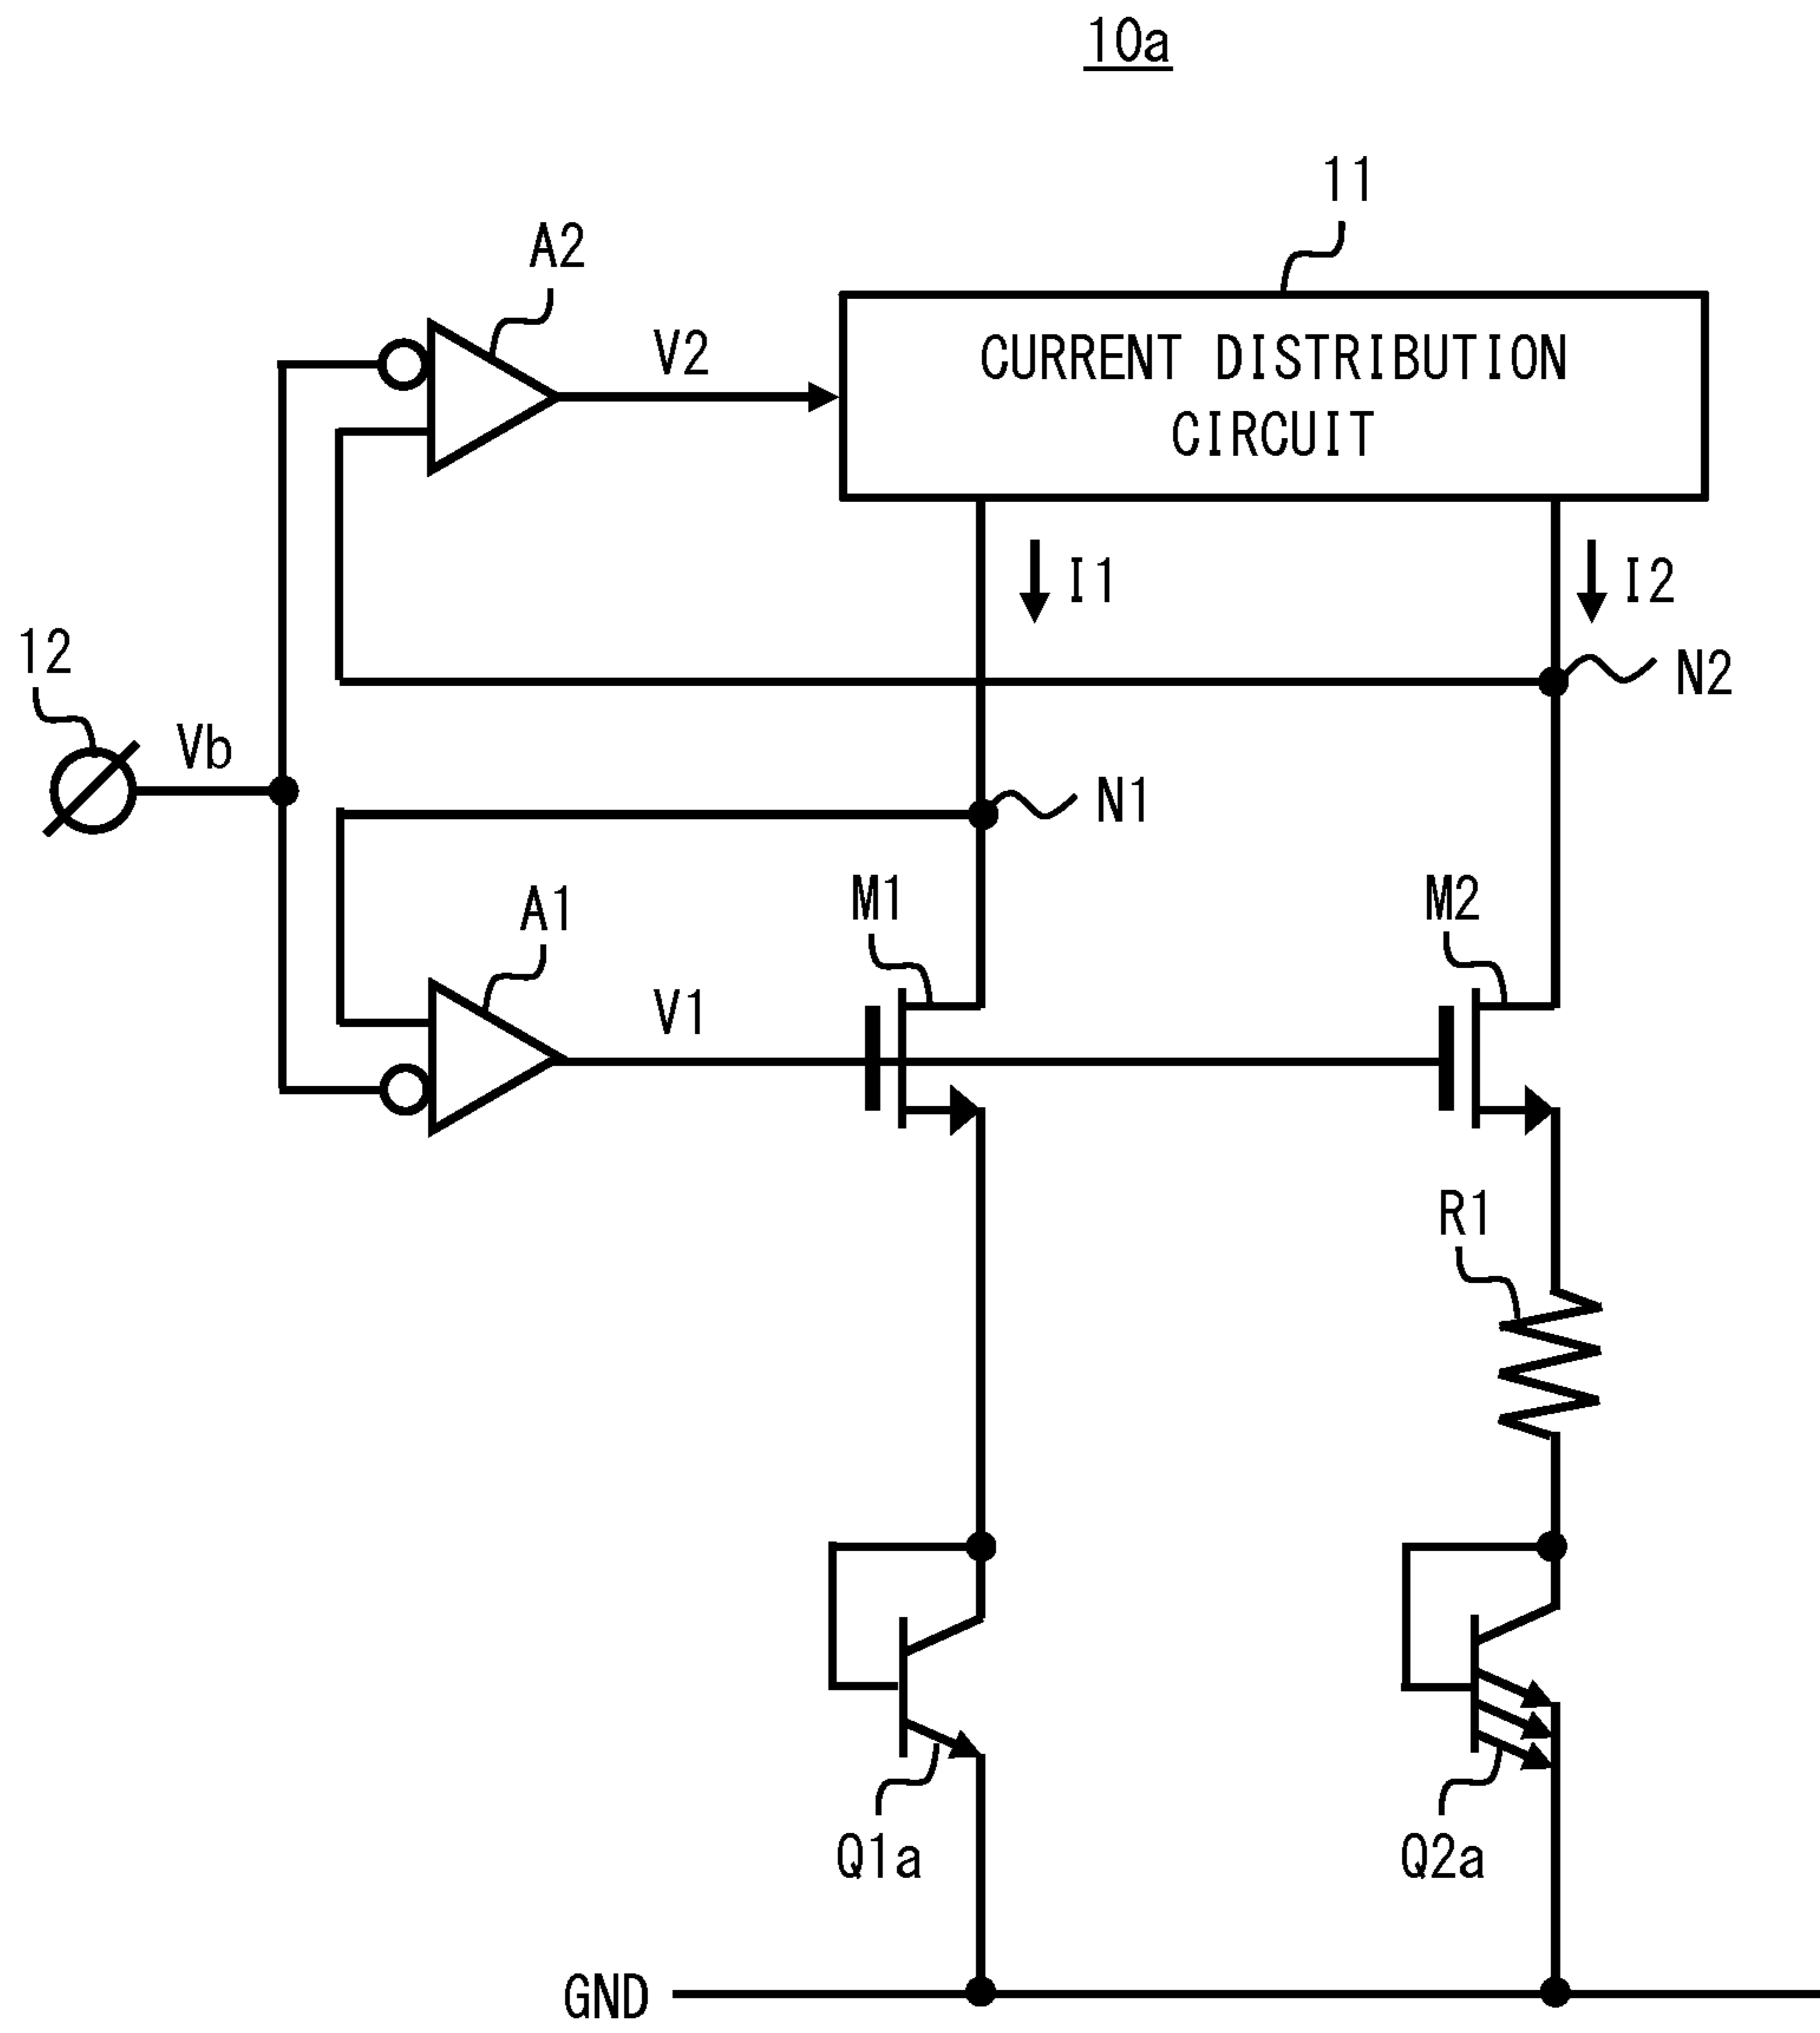 10a
11
A2
V2
CURRENT DISTRIBUTION
CIRCUIT
I1
I2
12
Vb
N2
N1
A1
V1
M1
M2
R1
Q1a
Q2a
GND